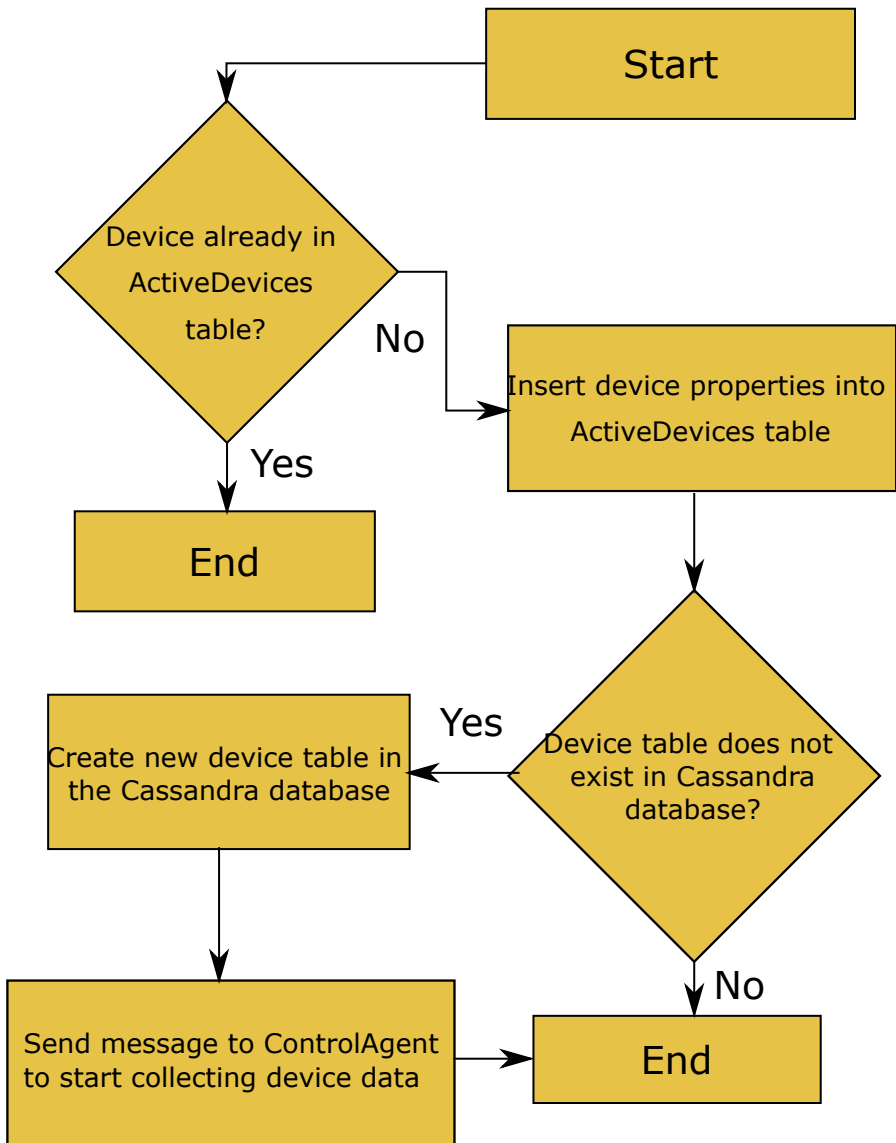 Start
Device already in
ActiveDevices
table?
No
Insert device properties into
ActiveDevices table
Yes
End
Device table does not
exist in Cassandra
database?
Yes
Create new device table in
the Cassandra database
No
Send message to ControlAgent
to start collecting device data
End